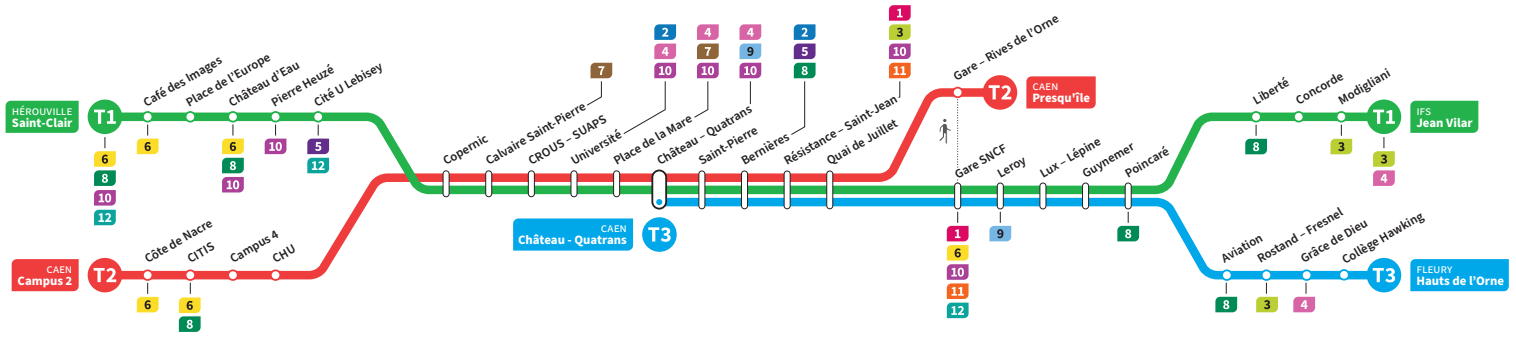 HÉROUVILLE
Saint-Clair
T1
6
8
10
12
Café des Images
6
Place de l'Europe
Château d'Eau
6
8
10
Pierre Heuzé
10
Cité U Lebisey
5
12
CAEN
Campus 2
T2
Côte de Nacre
6
CITIS
6
8
Campus 4
CHU
Copernic
Calvaire Saint-Pierre
7
CROUS – SUAPS
Université
2
4
10
Place de la Mare
4
7
10
Château – Quatrans
4
9
10
CAEN
Château - Quatrans
T3
Saint-Pierre
Bernières
2
5
8
Résistance – Saint-Jean
1
3
10
11
Quai de Juillet
Gare – Rives de l'Orne
T2
CAEN
Presqu'île
Gare SNCF
1
6
10
11
12
Leroy
9
Lux – Lépine
Guynemer
Poincaré
8
Liberté
8
Concorde
Modigliani
3
T1
3
4
IFS
Jean Vilar
Aviation
8
Rostand – Fresnel
3
Grâce de Dieu
4
Collège Hawking
T3
FLEURY
Hauts de l'Orne